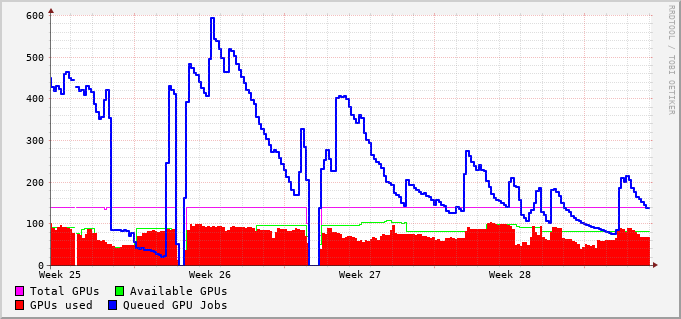 600
500
400
300
200
100
0
Week 25 Week 26 Week 27 Week 28
Total GPUs Available GPUs
GPUs used Queued GPU Jobs
RRDTOOL / TOBI OETIKER